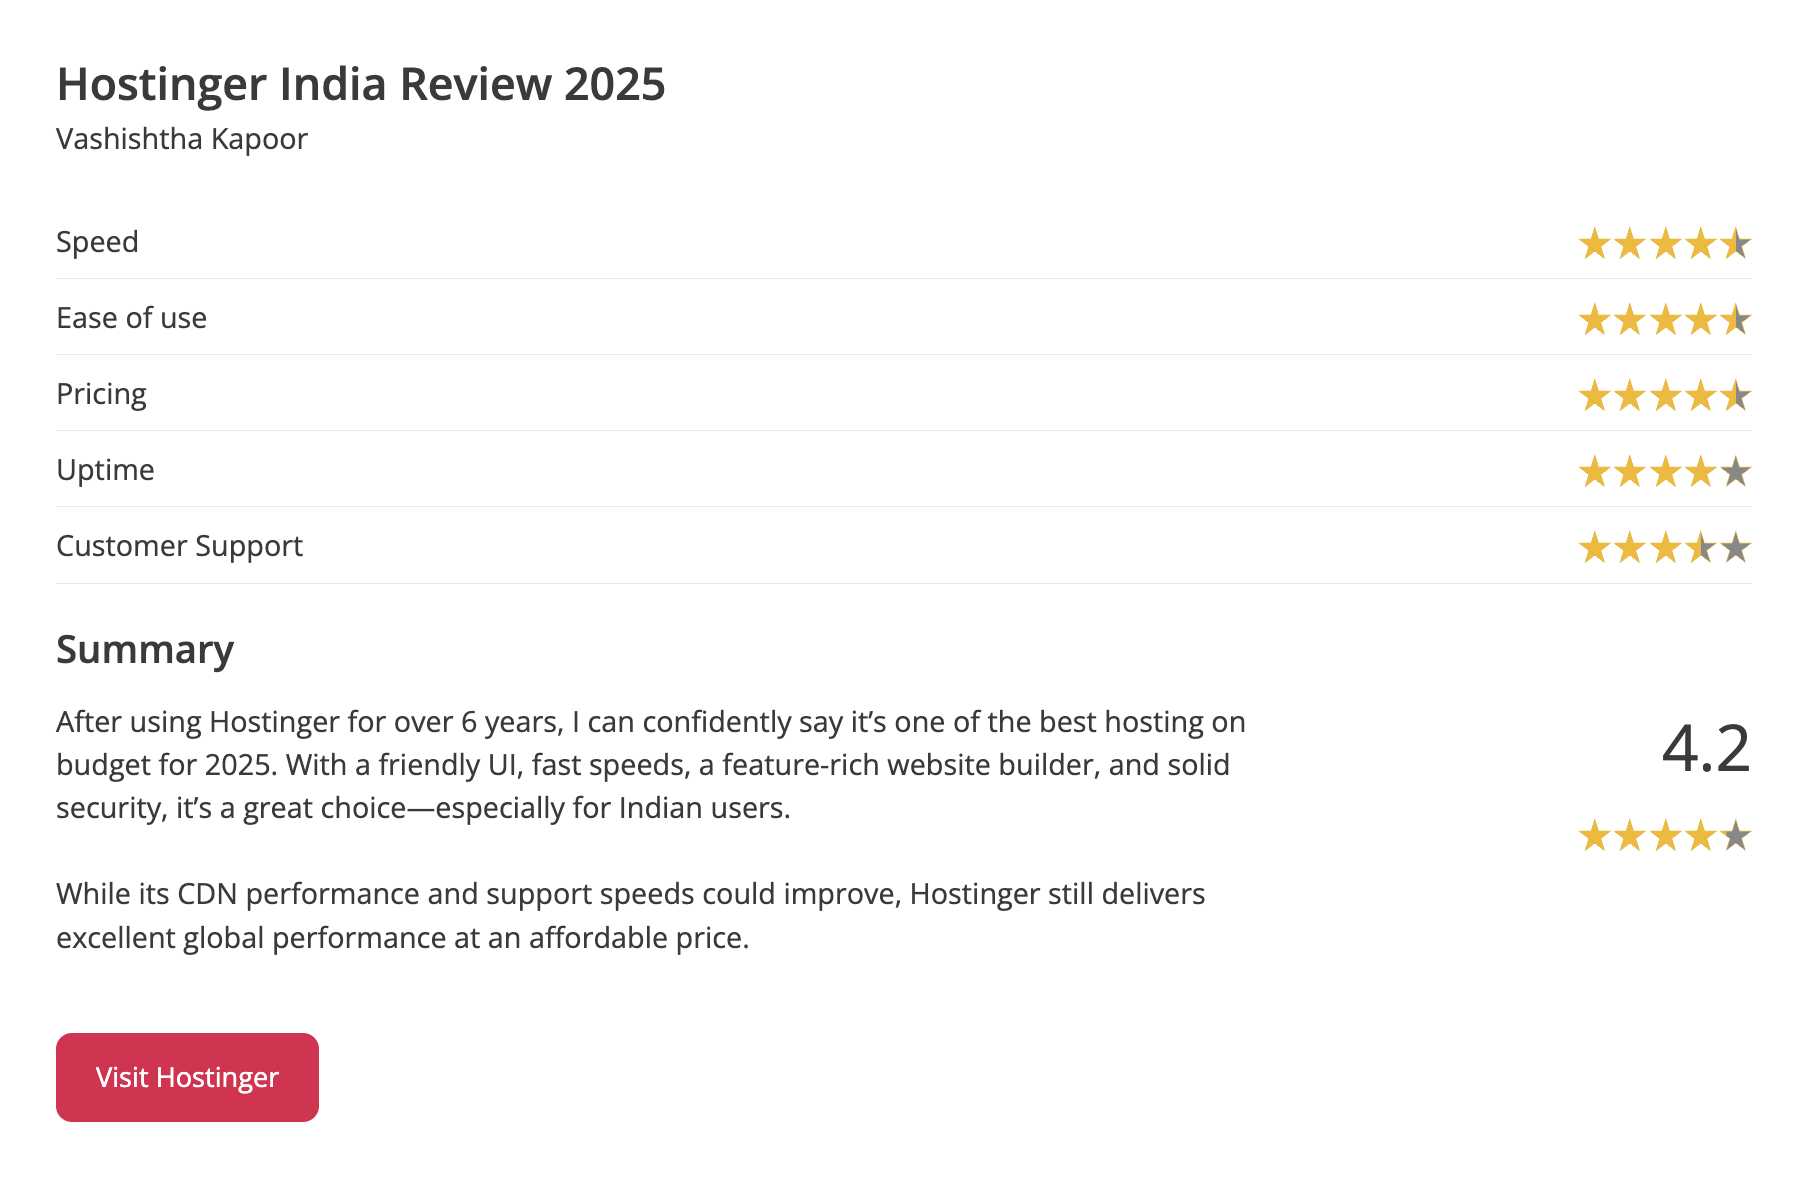 Hostinger India Review 2025
Vashishtha Kapoor
Speed
Ease of use
Pricing
Uptime
Customer Support
Summary
After using Hostinger for over 6 years, I can confidently say it’s one of the best hosting on
budget for 2025. With a friendly UI, fast speeds, a feature-rich website builder, and solid
security, it’s a great choice—especially for Indian users.
4.2
While its CDN performance and support speeds could improve, Hostinger still delivers
excellent global performance at an affordable price.
Visit Hostinger